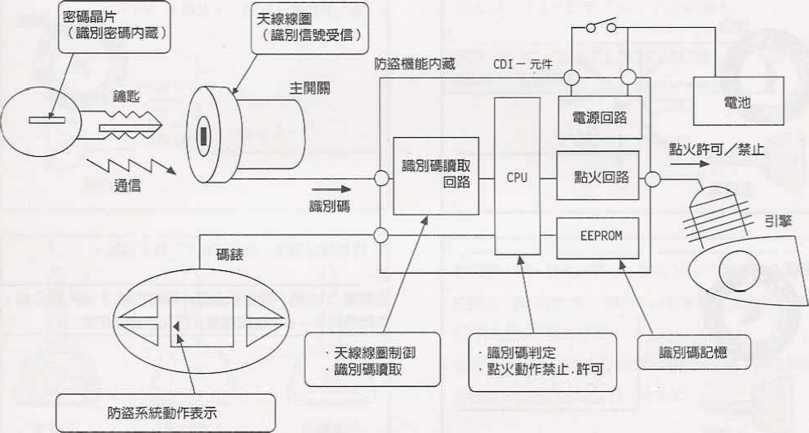 密碼晶片
（識別密碼內藏）
天線線圈
（識別信號受信）
鑰匙
通信
主開關
識別碼
防盜機能內藏
CDI－元件
電源回路
電池
識別碼讀取
回路
CPU
點火回路
EEPROM
點火許可／禁止
引擎
碼錶
防盜系統動作表示
·天線線圈制御
·識別碼讀取
·識別碼判定
·點火動作禁止.許可
識別碼記憶